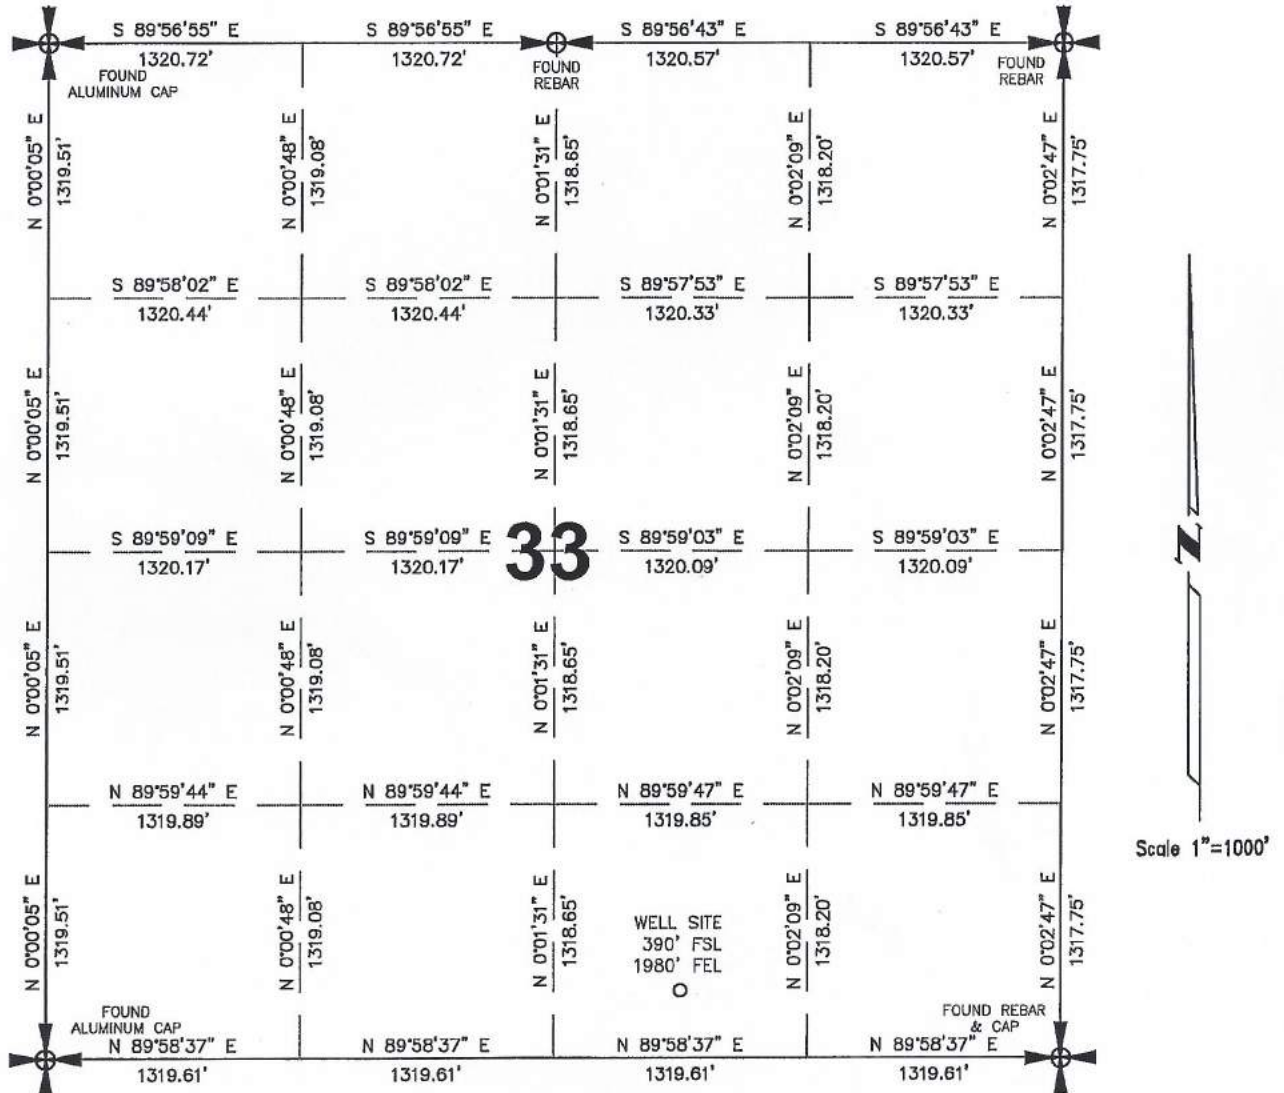 S 89°56'55" E
S 89°56'55" E
S 89°56'43" E
S 89°56'43" E
1320.72'
1320.72'
1320.57'
1320.57'
FOUND
ALUMINUM CAP
FOUND
REBAR
FOUND
REBAR
N 0°00'05" E
1319.51'
N 0°00'48" E
1319.08'
N 0°01'31" E
1318.65'
N 0°02'09" E
1318.20'
N 0°02'47" E
1317.75'
S 89°58'02" E
S 89°58'02" E
S 89°57'53" E
S 89°57'53" E
1320.44'
1320.44'
1320.33'
1320.33'
N 0°00'05" E
1319.51'
N 0°00'48" E
1319.08'
N 0°01'31" E
1318.65'
N 0°02'09" E
1318.20'
N 0°02'47" E
1317.75'
N
S 89°59'09" E
S 89°59'09" E
33
S 89°59'03" E
S 89°59'03" E
1320.17'
1320.17'
1320.09'
1320.09'
N 0°00'05" E
1319.51'
N 0°00'48" E
1319.08'
N 0°01'31" E
1318.65'
N 0°02'09" E
1318.20'
N 0°02'47" E
1317.75'
N 89°59'44" E
N 89°59'44" E
N 89°59'47" E
N 89°59'47" E
1319.89'
1319.89'
1319.85'
1319.85'
Scale 1"=1000'
N 0°00'05" E
1319.51'
N 0°00'48" E
1319.08'
N 0°01'31" E
1318.65'
WELL SITE
390' FSL
1980' FEL
N 0°02'09" E
1318.20'
N 0°02'47" E
1317.75'
FOUND
ALUMINUM CAP
FOUND REBAR
& CAP
N 89°58'37" E
N 89°58'37" E
N 89°58'37" E
N 89°58'37" E
1319.61'
1319.61'
1319.61'
1319.61'